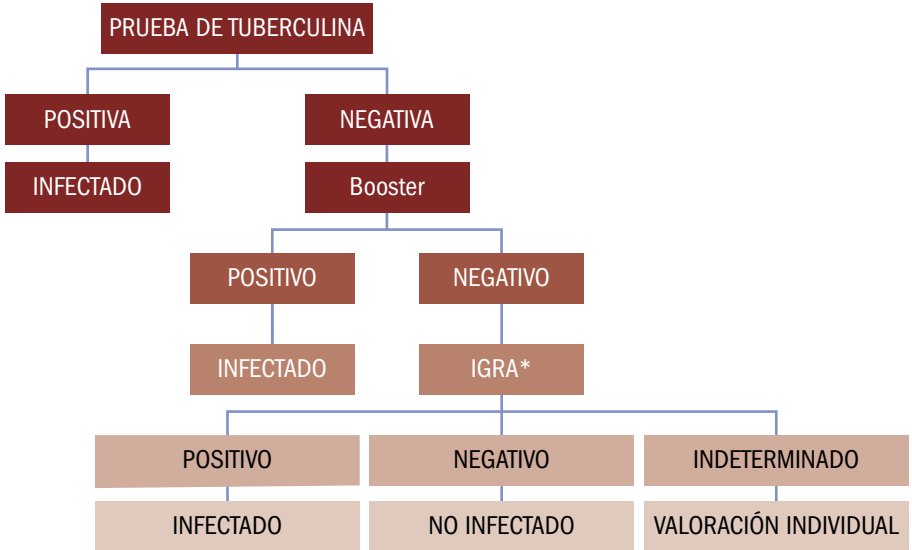 PRUEBA DE TUBERCULINA
POSITIVA
NEGATIVA
INFECTADO
Booster
POSITIVO
NEGATIVO
INFECTADO
IGRA*
POSITIVO
NEGATIVO
INDETERMINADO
INFECTADO
NO INFECTADO
VALORACIÓN INDIVIDUAL